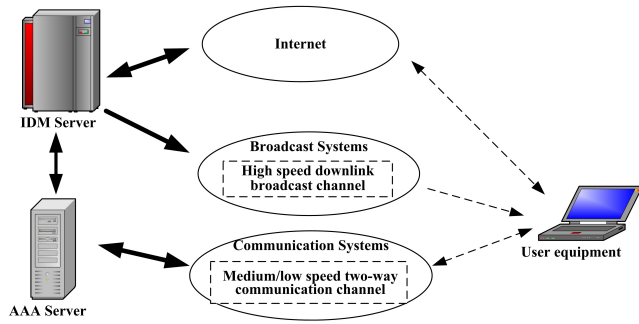 Internet
IDM Server
Broadcast Systems
High speed downlink
broadcast channel
Communication Systems
Medium/low speed two-way
communication channel
User equipment
AAA Server